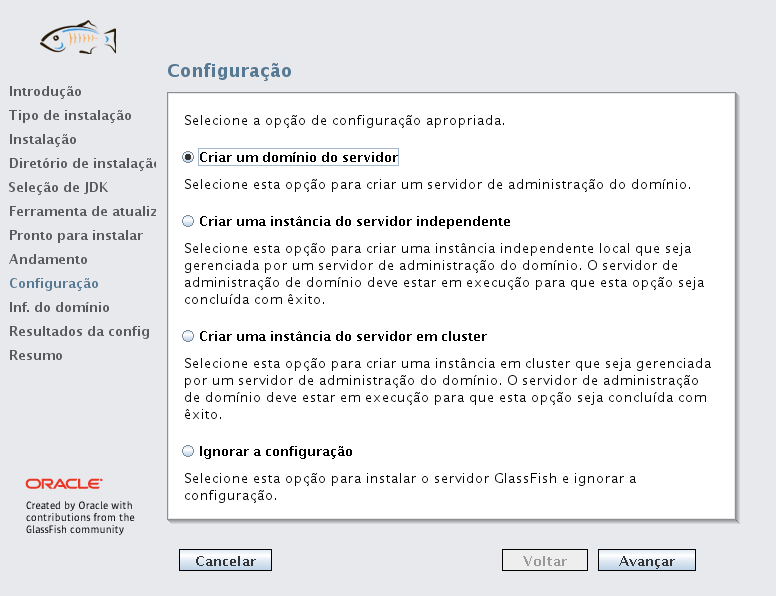 Configuração
Introdução
Tipo de instalação
Instalação
Diretório de instalação
Seleção de JDK
Ferramenta de atualiz
Pronto para instalar
Andamento
Configuração
Inf. do domínio
Resultados da config
Resumo
Selecione a opção de configuração apropriada.
Criar um domínio do servidor
Selecione esta opção para criar um servidor de administração do domínio.
Criar uma instância do servidor independente
Selecione esta opção para criar uma instância independente local que seja
gerenciada por um servidor de administração do domínio. O servidor de
administração de domínio deve estar em execução para que esta opção seja
concluída com êxito.
Criar uma instância do servidor em cluster
Selecione esta opção para criar uma instância em cluster que seja gerenciada
por um servidor de administração do domínio. O servidor de administração
de domínio deve estar em execução para que esta opção seja concluída com
êxito.
Ignorar a configuração
Selecione esta opção para instalar o servidor GlassFish e ignorar a
configuração.
ORACLE
Created by Oracle with
contributions from the
GlassFish community
Cancelar
Voltar
Avançar